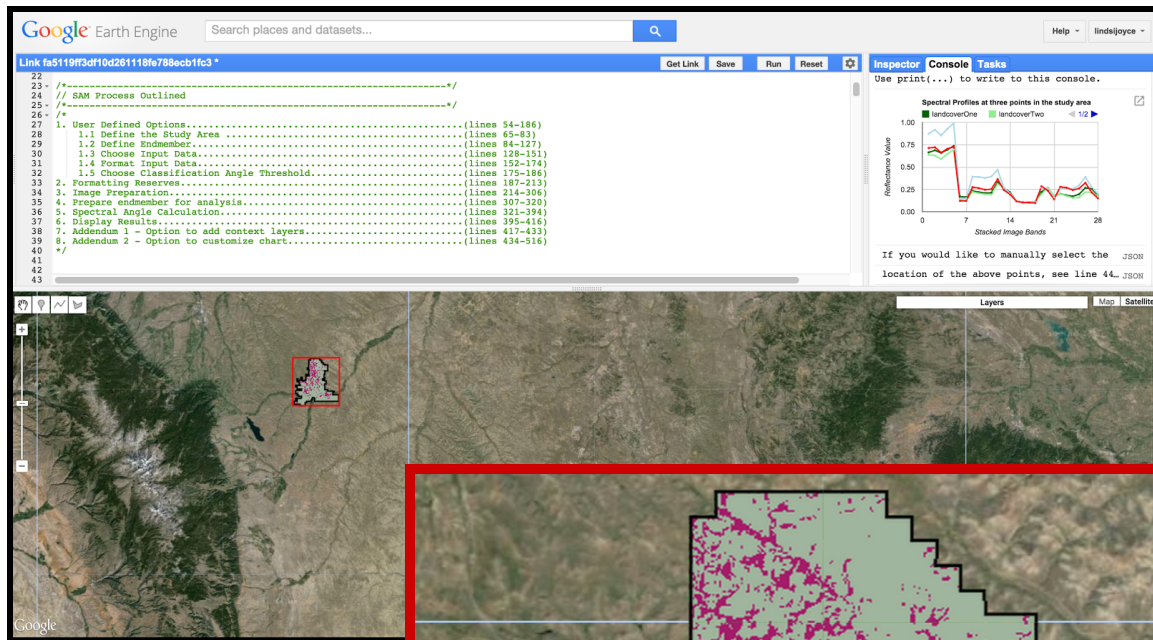 Google Earth Engine
Search places and datasets...
Help
lindsijoyce
Link fa5119ff3df10d261118fe788ecb1fc3 *
Get Link Save Run Reset
Inspector Console Tasks
22
23 /*----------------------------------------------------------------*/
24 // SAM Process Outlined
25 /*----------------------------------------------------------------*/
26 /*
27 1. User Defined Options...............................................(lines 54-186)
28 1.1 Define the Study Area .........................................(lines 65-83)
29 1.2 Define Endmember...............................................(lines 84-127)
30 1.3 Choose Input Data..............................................(lines 128-151)
31 1.4 Format Input Data..............................................(lines 152-174)
32 1.5 Choose Classification Angle Threshold..........................(lines 175-186)
33 2. Formatting Reserves................................................(lines 187-213)
34 3. Image Preparation..................................................(lines 214-306)
35 4. Prepare endmember for analysis.....................................(lines 307-320)
36 5. Spectral Angle Calculation.........................................(lines 321-394)
37 6. Display Results....................................................(lines 395-416)
38 7. Addendum 1 - Option to add context layers..........................(lines 417-433)
39 8. Addendum 2 - Option to customize chart.............................(lines 434-516)
40 */
41
42
43
Use print(...) to write to this console.
Spectral Profiles at three points in the study area
landcoverOne landcoverTwo 1/2
Reflectance Value
1.00
0.75
0.50
0.25
0.00
0 7 14 21 28
Stacked Image Bands
If you would like to manually select the JSON
location of the above points, see line 44… JSON
Layers
Map Satellite
Google